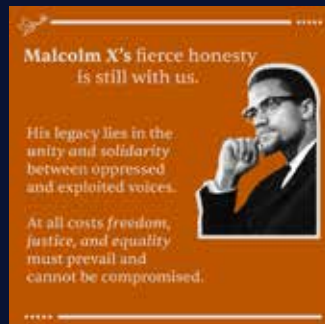 Malcolm X's fierce honesty
is still with us.
His legacy lies in the
unity and solidarity
between oppressed
and exploited voices.
At all costs freedom,
justice, and equality
must prevail and
cannot be compromised.